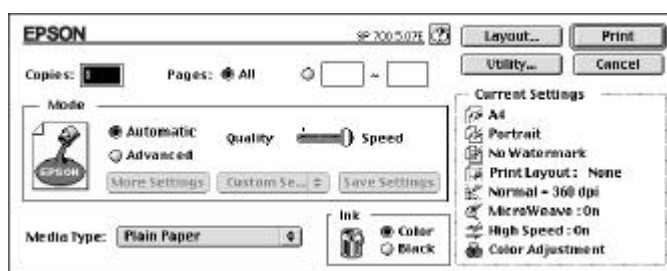 EPSON
SP 700 5.07E
Layout...
Print
Copies: 1
Pages: All
~
Utility...
Cancel
Mode
Automatic
Advanced
Quality
Speed
EPSON
More Settings
Custom Se...
Save Settings
Media Type: Plain Paper
Ink
Color
Black
Current Settings
A4
Portrait
No Watermark
Print Layout: None
Normal - 360 dpi
MicroWeave :On
High Speed : On
Color Adjustment